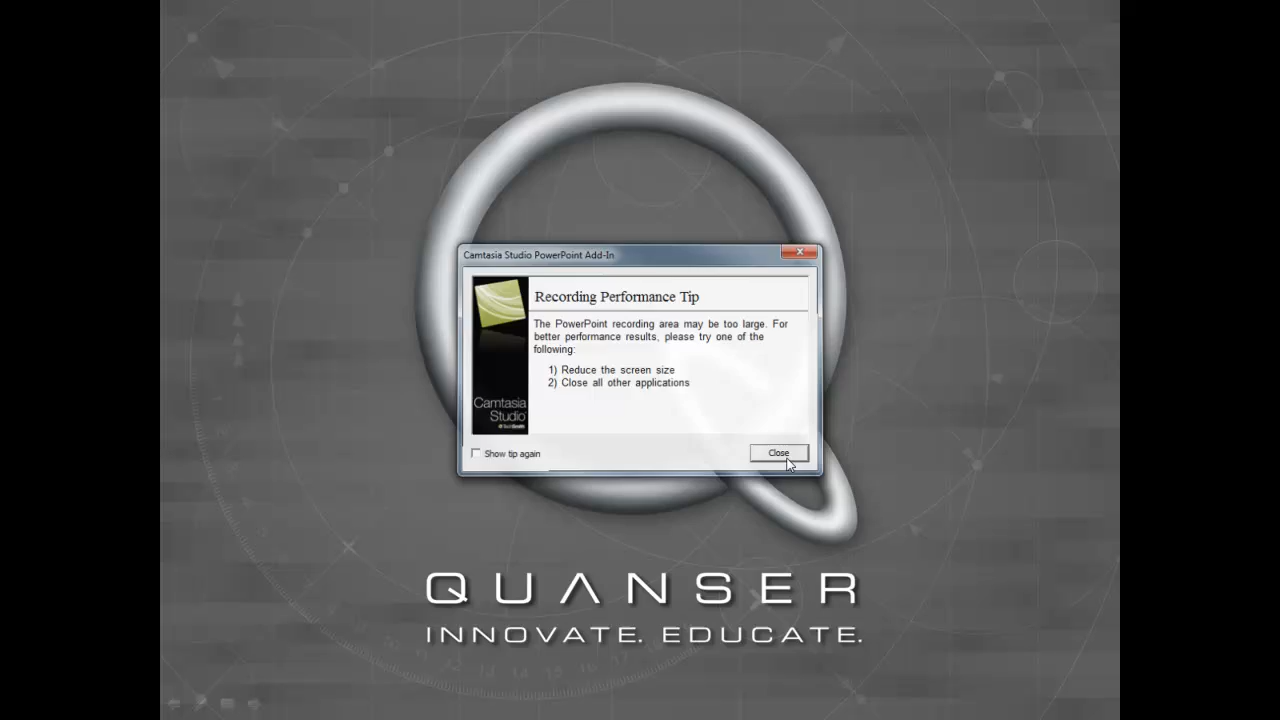 Camtasia Studio PowerPoint Add-In
Recording Performance Tip
The PowerPoint recording area may be too large. For
better performance results, please try one of the
following:
1) Reduce the screen size
2) Close all other applications
Camtasia
Studio
Show tip again
Close
QUANSER
INNOVATE. EDUCATE.